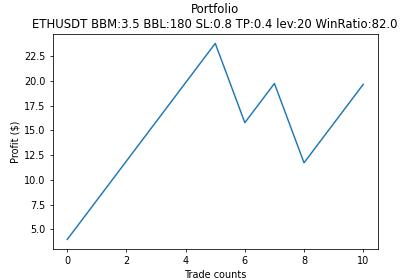 Portfolio
ETHUSDT BBM:3.5 BBL:180 SL:0.8 TP:0.4 lev:20 WinRatio:82.0
22.5
20.0
17.5
15.0
12.5
10.0
7.5
5.0
Profit ($)
0 2 4 6 8 10
Trade counts